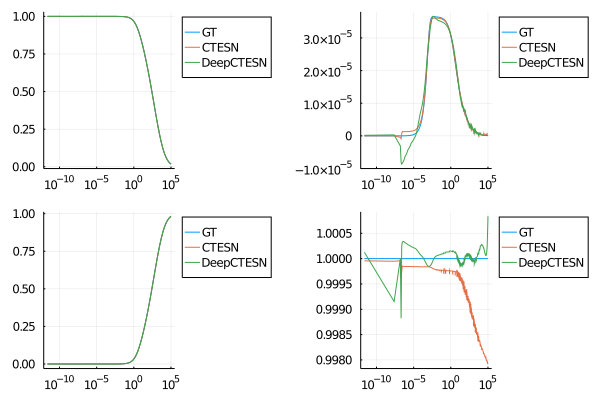 1.00
0.75
0.50
0.25
0.00
10⁻¹⁰ 10⁻⁵ 10⁰ 10⁵
GT
CTESN
DeepCTESN
3.0×10⁻⁵
2.0×10⁻⁵
1.0×10⁻⁵
0
−1.0×10⁻⁵
10⁻¹⁰ 10⁻⁵ 10⁰ 10⁵
GT
CTESN
DeepCTESN
1.00
0.75
0.50
0.25
0.00
10⁻¹⁰ 10⁻⁵ 10⁰ 10⁵
GT
CTESN
DeepCTESN
1.0005
1.0000
0.9995
0.9990
0.9985
0.9980
10⁻¹⁰ 10⁻⁵ 10⁰ 10⁵
GT
CTESN
DeepCTESN